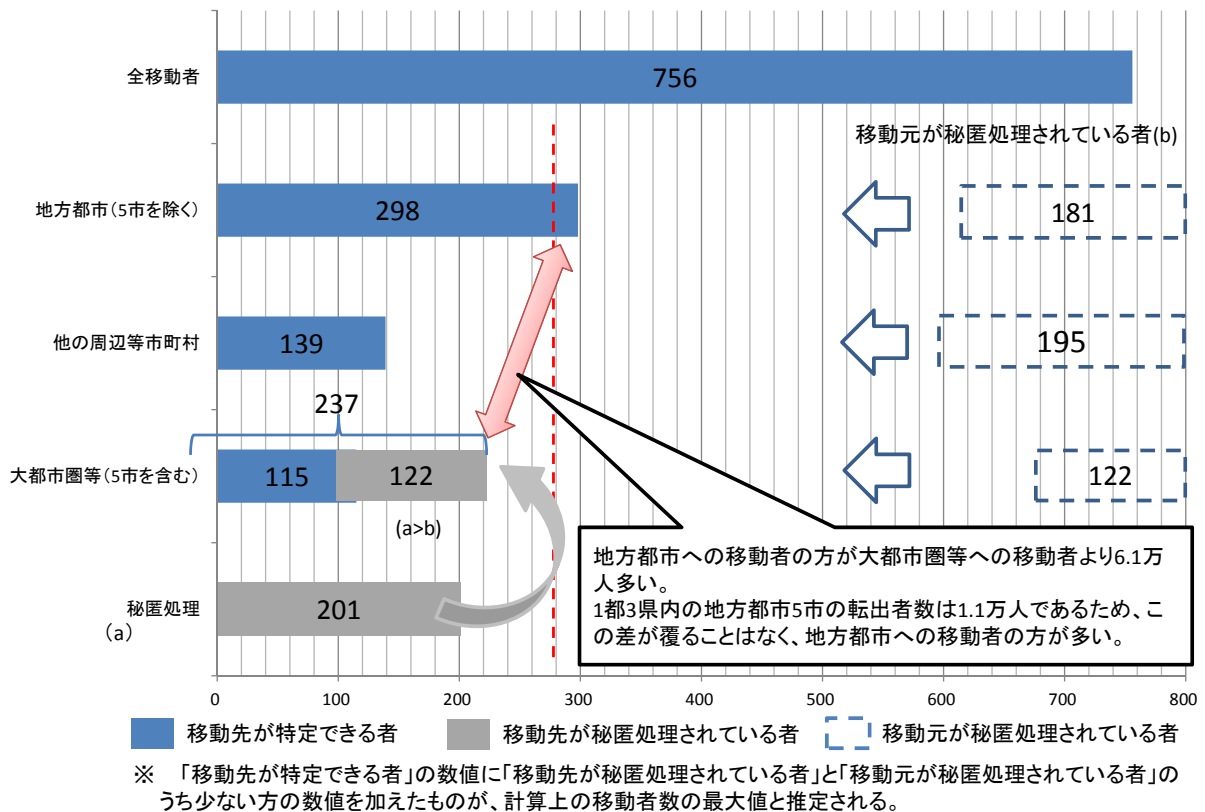 全移動者
756
移動元が秘匿処理されている者(b)
地方都市(5市を除く)
298
181
他の周辺等市町村
139
195
237
大都市圏等(5市を含む)
115
122
122
(a>b)
地方都市への移動者の方が大都市圏等への移動者より6.1万
人多い。
1都3県内の地方都市5市の転出者数は1.1万人であるため、こ
の差が覆ることはなく、地方都市への移動者の方が多い。
秘匿処理
(a)
201
0 100 200 300 400 500 600 700 800
移動先が特定できる者 移動先が秘匿処理されている者 移動元が秘匿処理されている者
※ 「移動先が特定できる者」の数値に「移動先が秘匿処理されている者」と「移動元が秘匿処理されている者」の
うち少ない方の数値を加えたものが、計算上の移動者数の最大値と推定される。